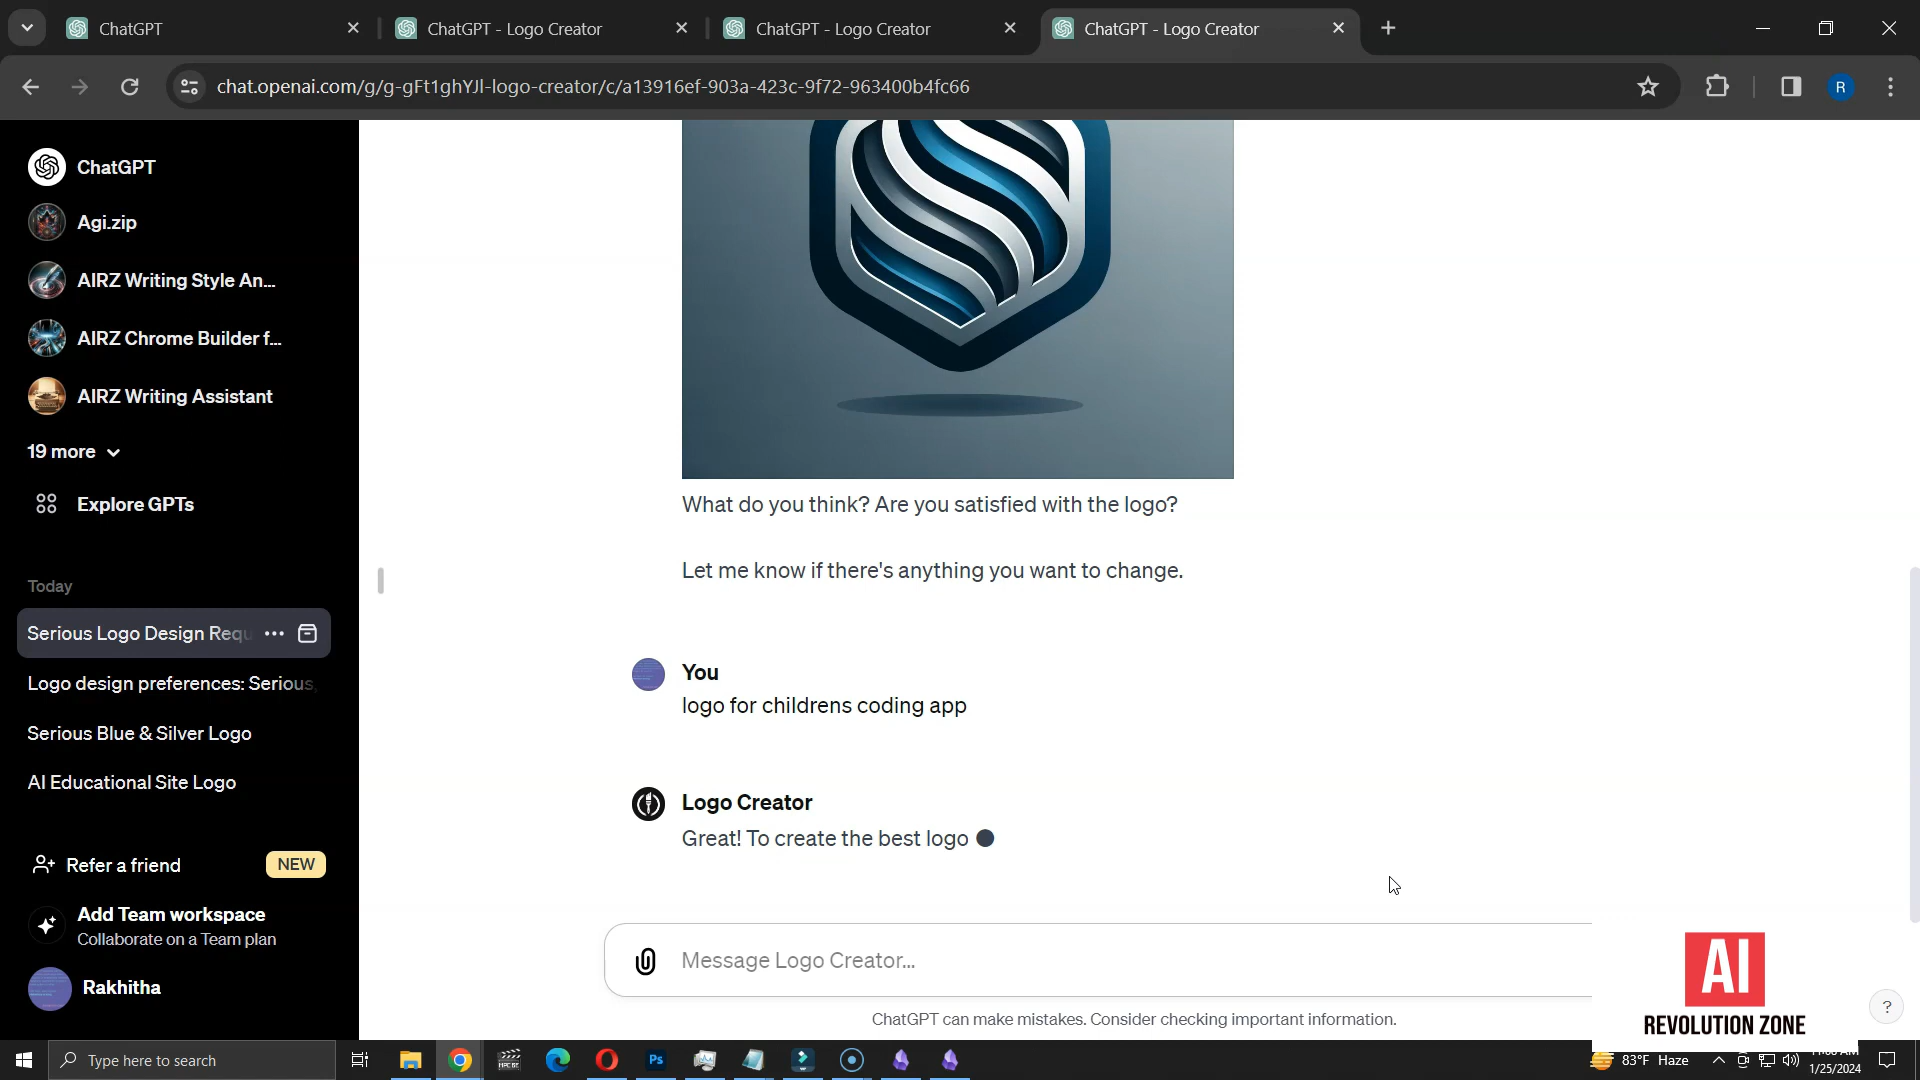 ChatGPT
ChatGPT - Logo Creator
ChatGPT - Logo Creator
ChatGPT - Logo Creator
chat.openai.com/g/g-gFt1ghYJl-logo-creator/c/a13916ef-903a-423c-9f72-963400b4fc66
R
ChatGPT
Agi.zip
AIRZ Writing Style An...
AIRZ Chrome Builder f...
AIRZ Writing Assistant
19 more
Explore GPTs
Today
Serious Logo Design Requ
Logo design preferences: Serious,
Serious Blue & Silver Logo
AI Educational Site Logo
Refer a friend
NEW
Add Team workspace
Collaborate on a Team plan
Rakhitha
What do you think? Are you satisfied with the logo?
Let me know if there's anything you want to change.
You
logo for childrens coding app
Logo Creator
Great! To create the best logo
Message Logo Creator...
ChatGPT can make mistakes. Consider checking important information.
?
AI
REVOLUTION ZONE
Type here to search
Ps
83°F Haze
1/25/2024